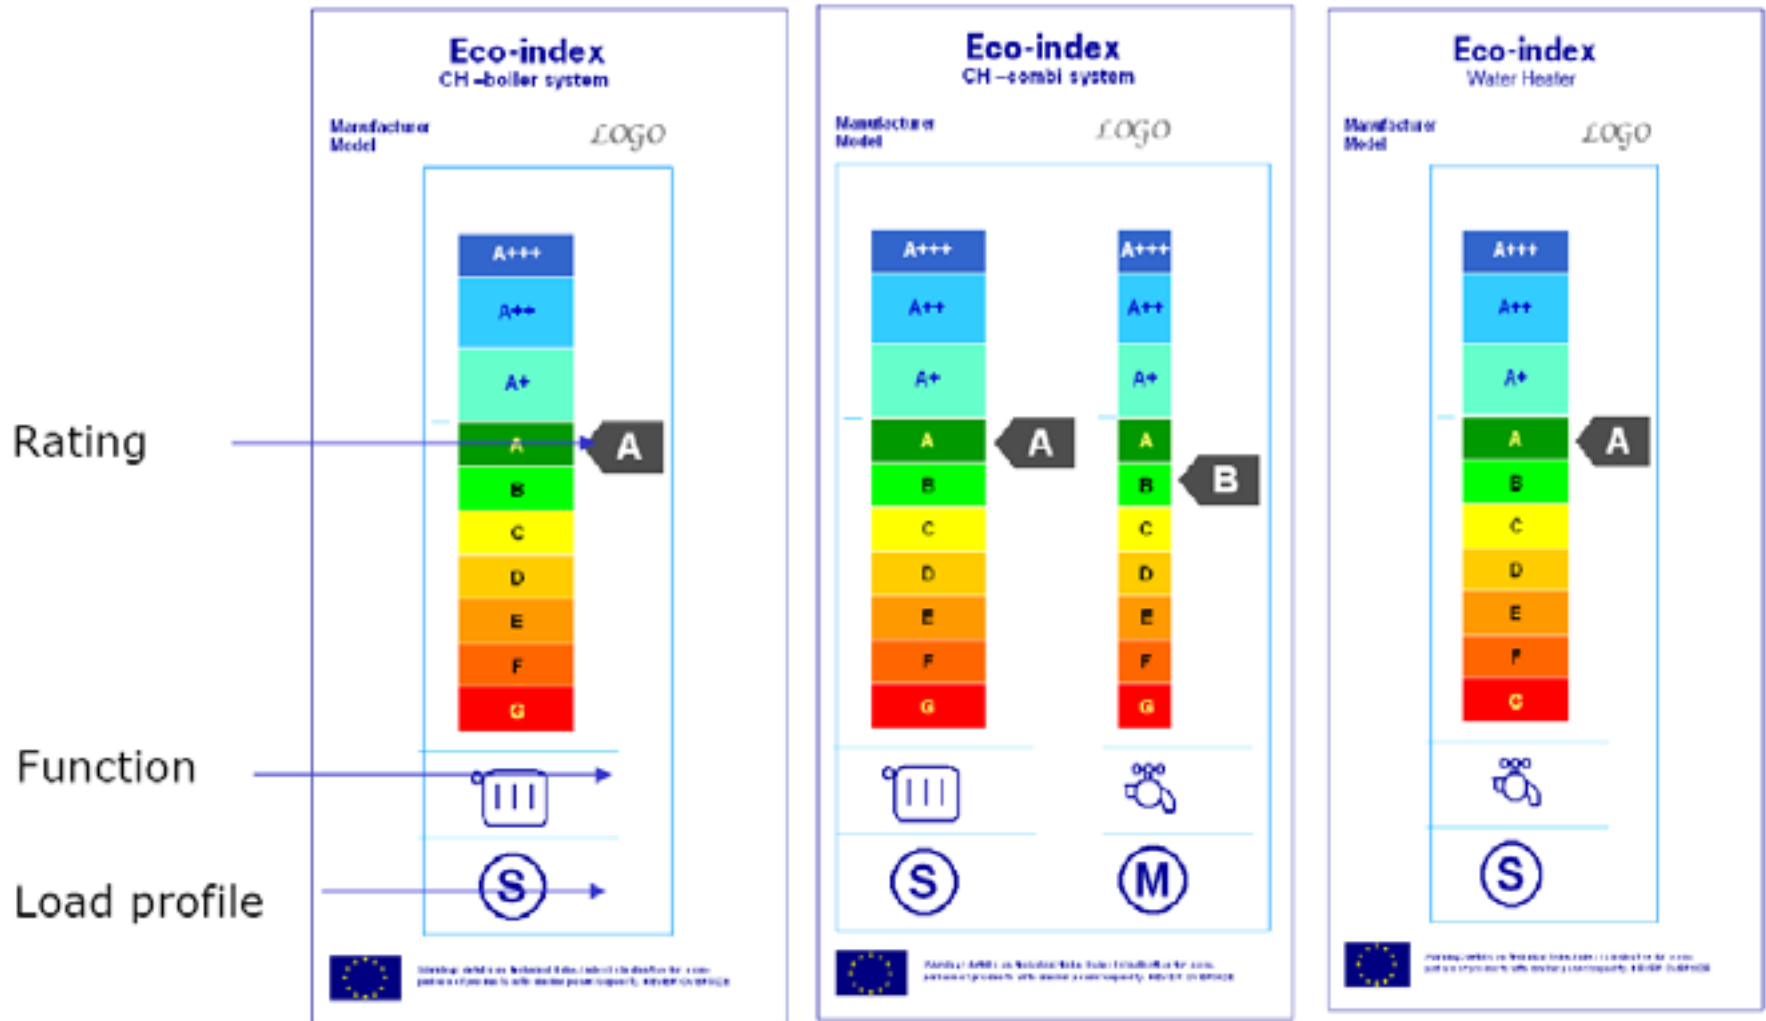 Eco-index
CH-boiler system
Manufacturer
Model
LOGO
A+++
A++
A+
A
B
C
D
E
F
G
A
S
Eco-index
CH-combi system
Manufacturer
Model
LOGO
A+++
A++
A+
A
B
C
D
E
F
G
A
S
A+++
A++
A+
A
B
C
D
E
F
G
B
M
Eco-index
Water Heater
Manufacturer
Model
LOGO
A+++
A++
A+
A
B
C
D
E
F
G
A
S
Rating
Function
Load profile